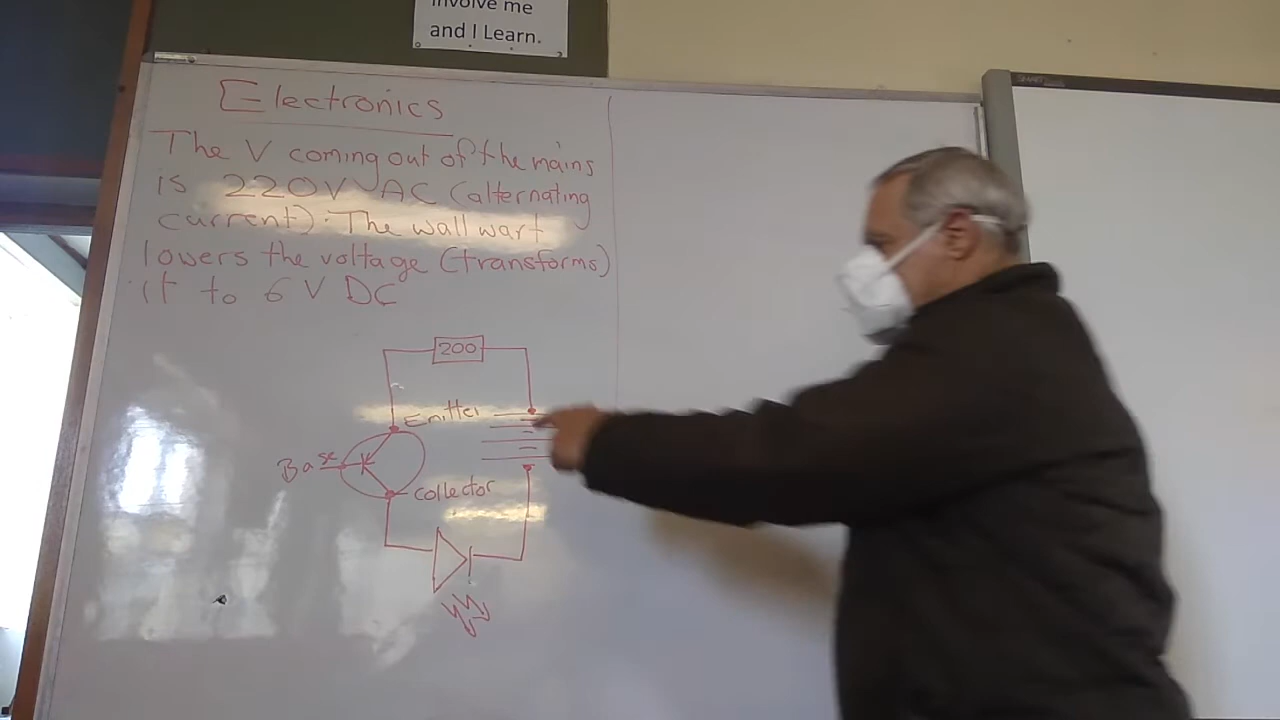 involve me
and I Learn.
Electronics
The V coming out of the mains
is 220V AC (alternating
current). The wall wart
lowers the voltage (transforms)
it to 6 V DC
200
Emitter
Base
Collector